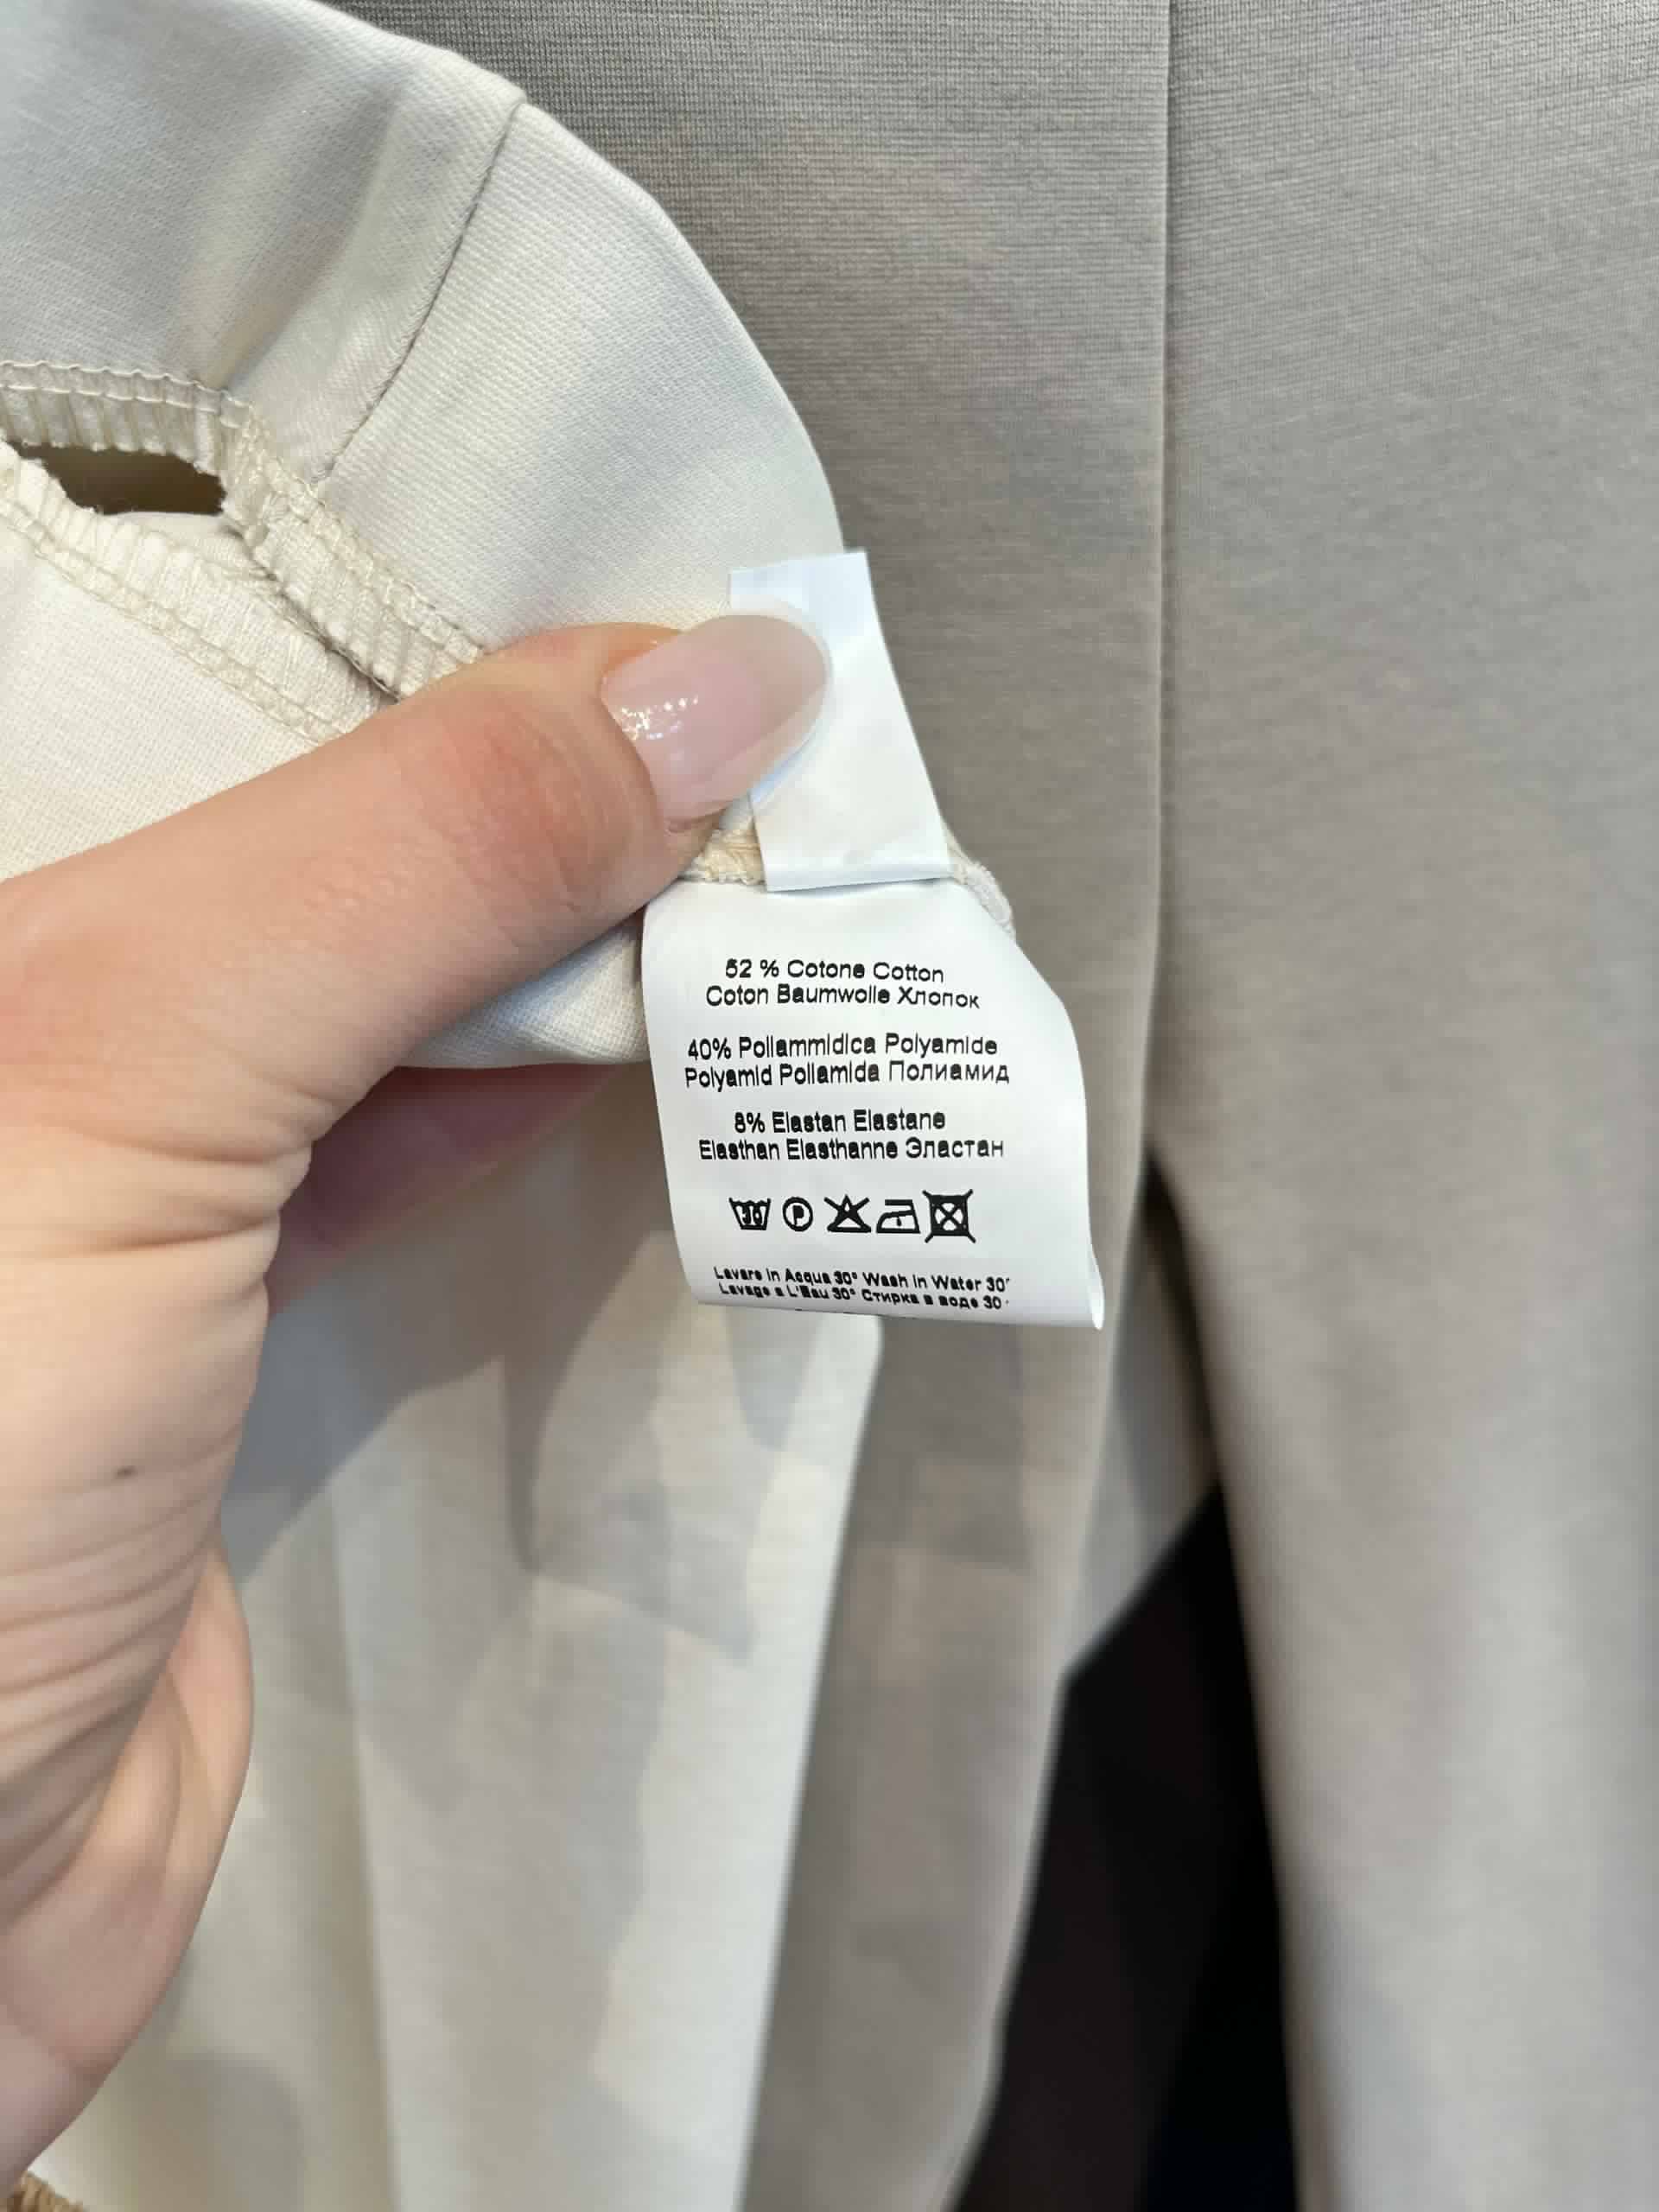 52 % Cotone Cotton
Coton Baumwolle Хлопок
40% Poliammidica Polyamide
Polyamid Poliamida Полиамид
8% Elastan Elastane
Elasthan Elasthanne Эластан
30 P
Lavare in Acqua 30° Wash in Water 30°
Lavage a L'Eau 30° Стирка в воде 30°